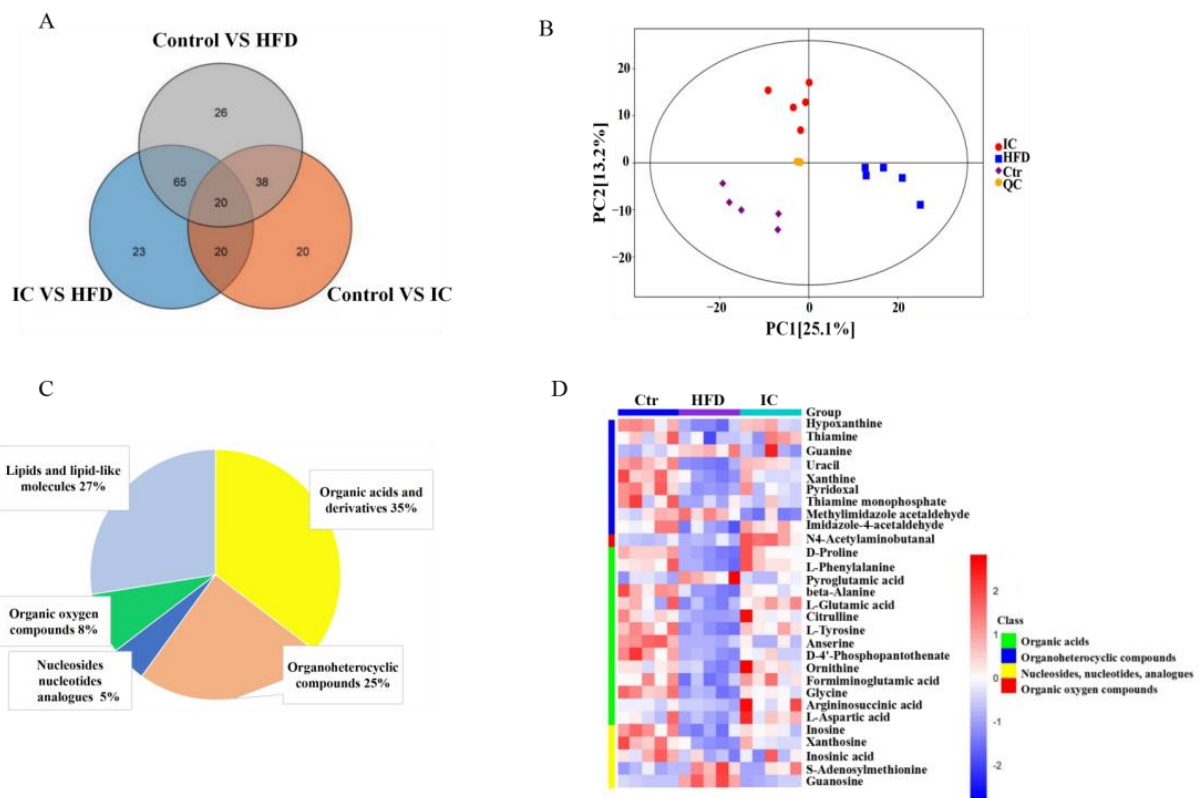 A
Control VS HFD
26
65
38
20
23
20
20
IC VS HFD
Control VS IC
B
PC2[13.2%]
20
10
0
−10
−20
−20
0
20
PC1[25.1%]
IC
HFD
Ctr
QC
C
Lipids and lipid-like
molecules 27%
Organic acids and
derivatives 35%
Organic oxygen
compounds 8%
Nucleosides
nucleotides
analogues 5%
Organoheterocyclic
compounds 25%
D
Ctr HFD IC
Group
Hypoxanthine
Thiamine
Guanine
Uracil
Xanthine
Pyridoxal
Thiamine monophosphate
Methylimidazole acetaldehyde
Imidazole-4-acetaldehyde
N4-Acetylaminobutanal
D-Proline
L-Phenylalanine
Pyroglutamic acid
beta-Alanine
L-Glutamic acid
Citrulline
L-Tyrosine
Anserine
D-4'-Phosphopantothenate
Ornithine
Formiminoglutamic acid
Glycine
Argininosuccinic acid
L-Aspartic acid
Inosine
Xanthosine
Inosinic acid
S-Adenosylmethionine
Guanosine
2
1
0
-1
-2
Class
Organic acids
Organoheterocyclic compounds
Nucleosides, nucleotides, analogues
Organic oxygen compounds